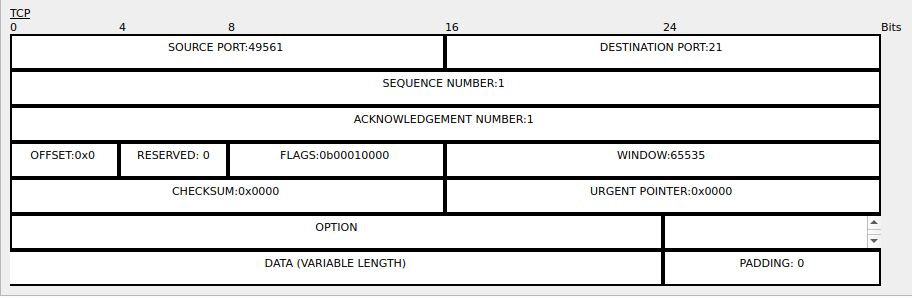 TCP
0 4 8 16 24 Bits
SOURCE PORT:49561 DESTINATION PORT:21
SEQUENCE NUMBER:1
ACKNOWLEDGEMENT NUMBER:1
OFFSET:0x0 RESERVED: 0 FLAGS:0b00010000 WINDOW:65535
CHECKSUM:0x0000 URGENT POINTER:0x0000
OPTION
DATA (VARIABLE LENGTH) PADDING: 0